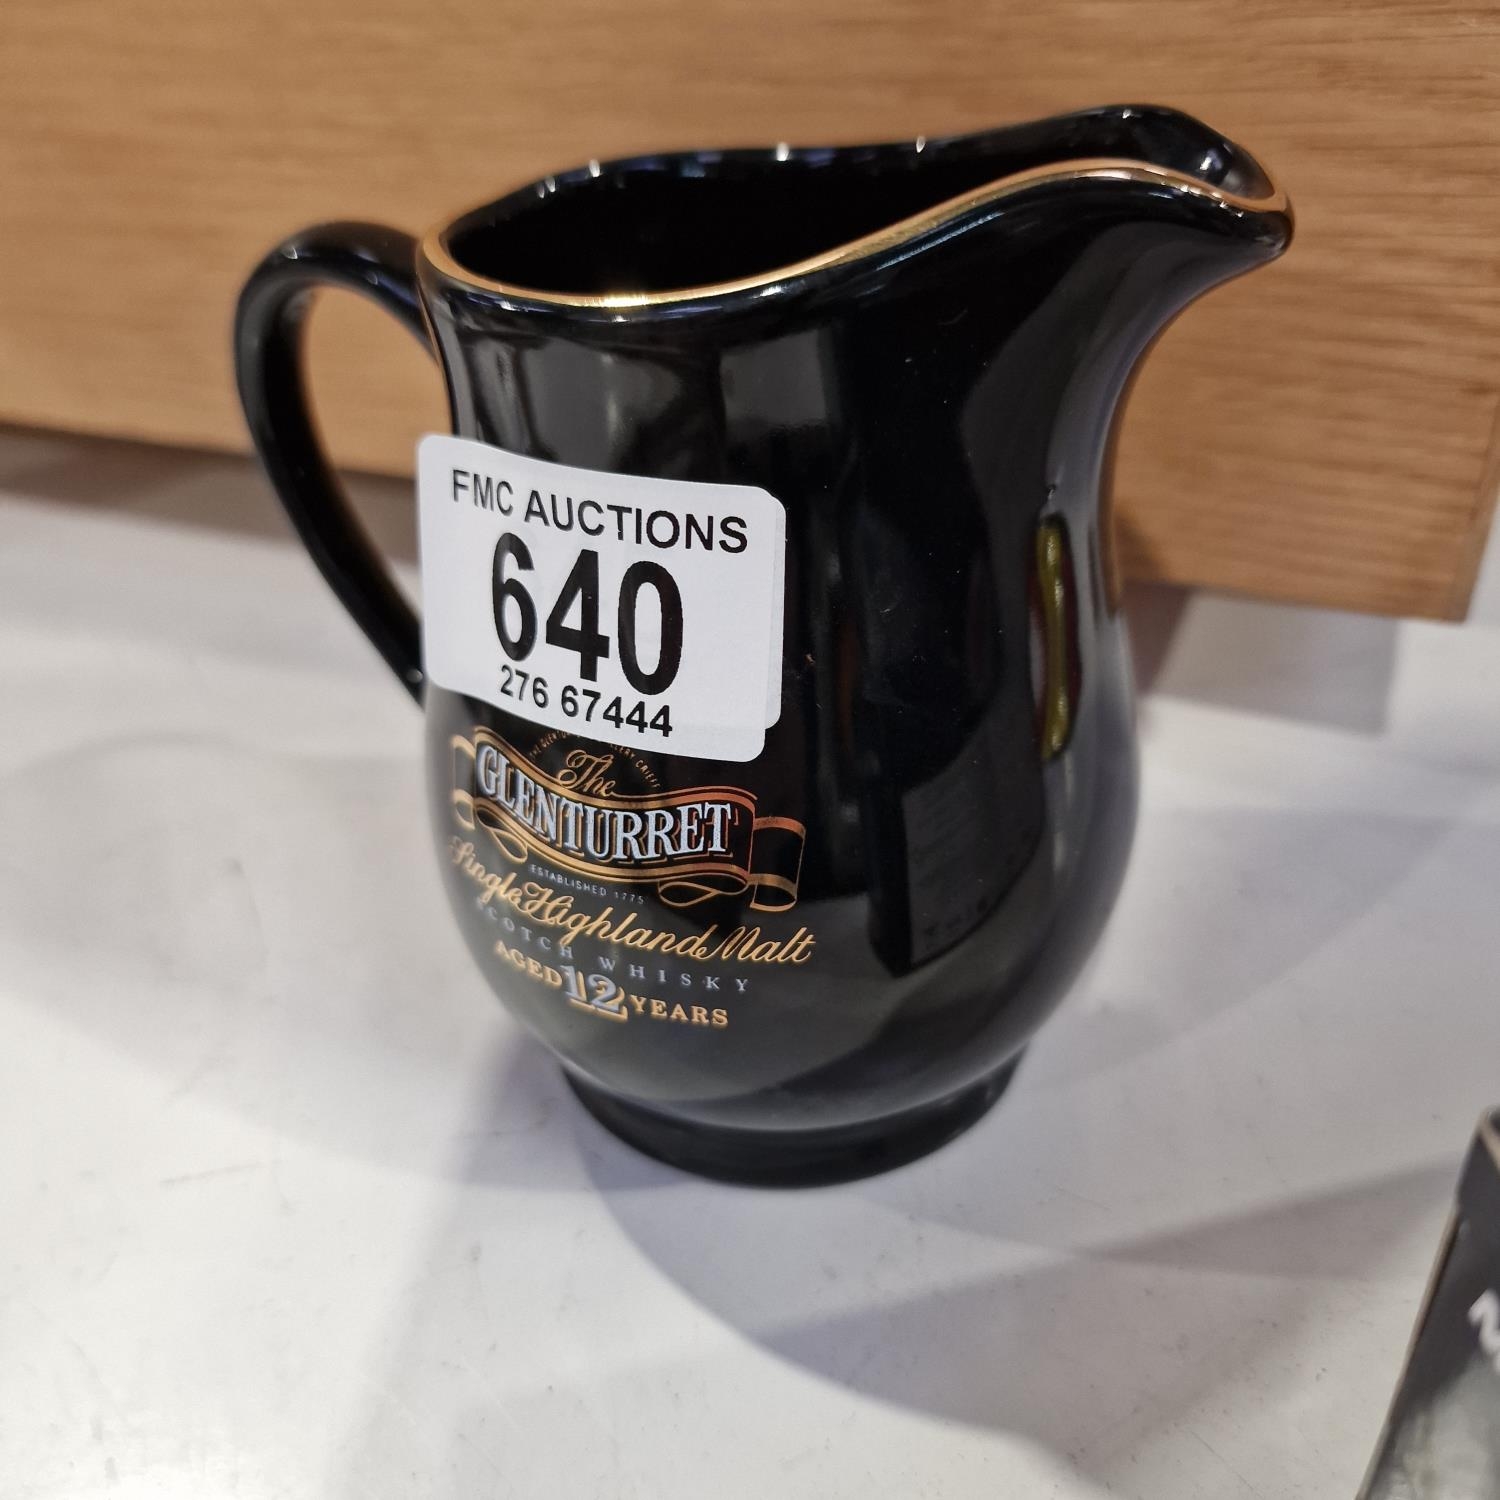 FMC AUCTIONS
640
276 67444
The
GLENTURRET
ESTABLISHED 1775
Single Highland Malt
SCOTCH WHISKY
AGED 12 YEARS